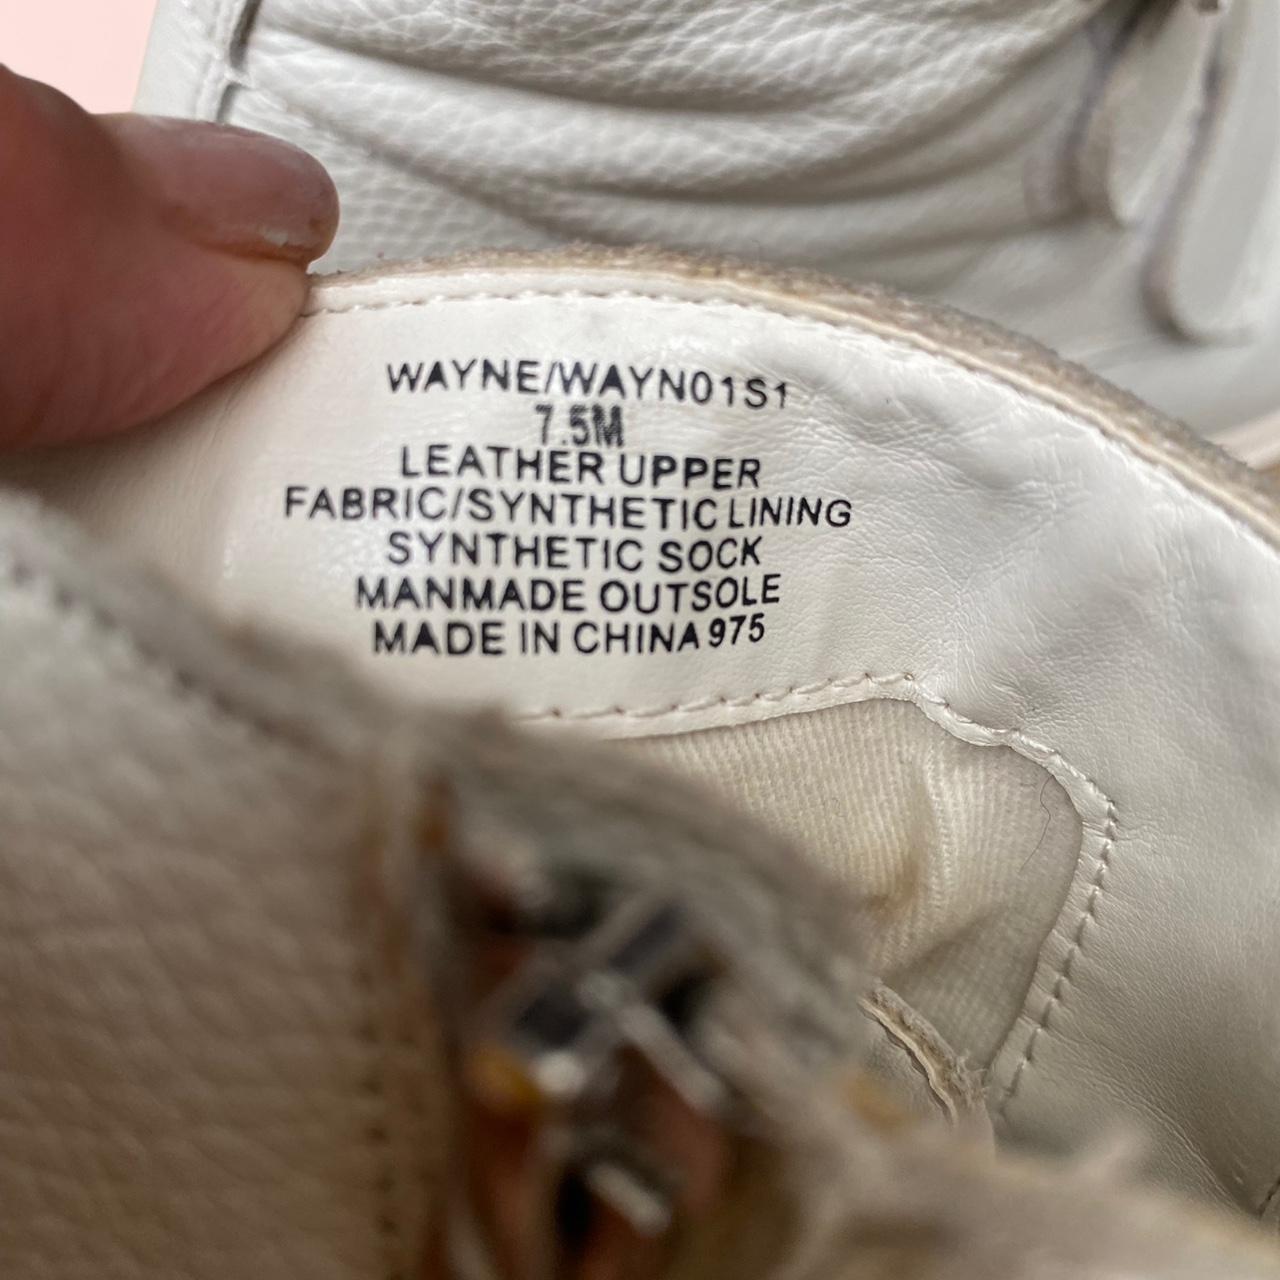 WAYNE/WAYN01S1
7.5M
LEATHER UPPER
FABRIC/SYNTHETIC LINING
SYNTHETIC SOCK
MANMADE OUTSOLE
MADE IN CHINA 975